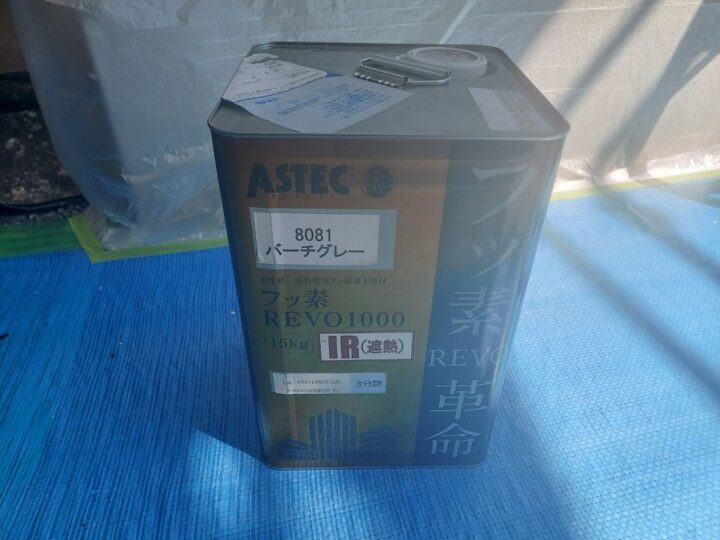 ASTEC
8081
バーチグレー
フッ素
REVO1000
15kg
IR(遮熱)
3分艶
フッ素
REVO
革命